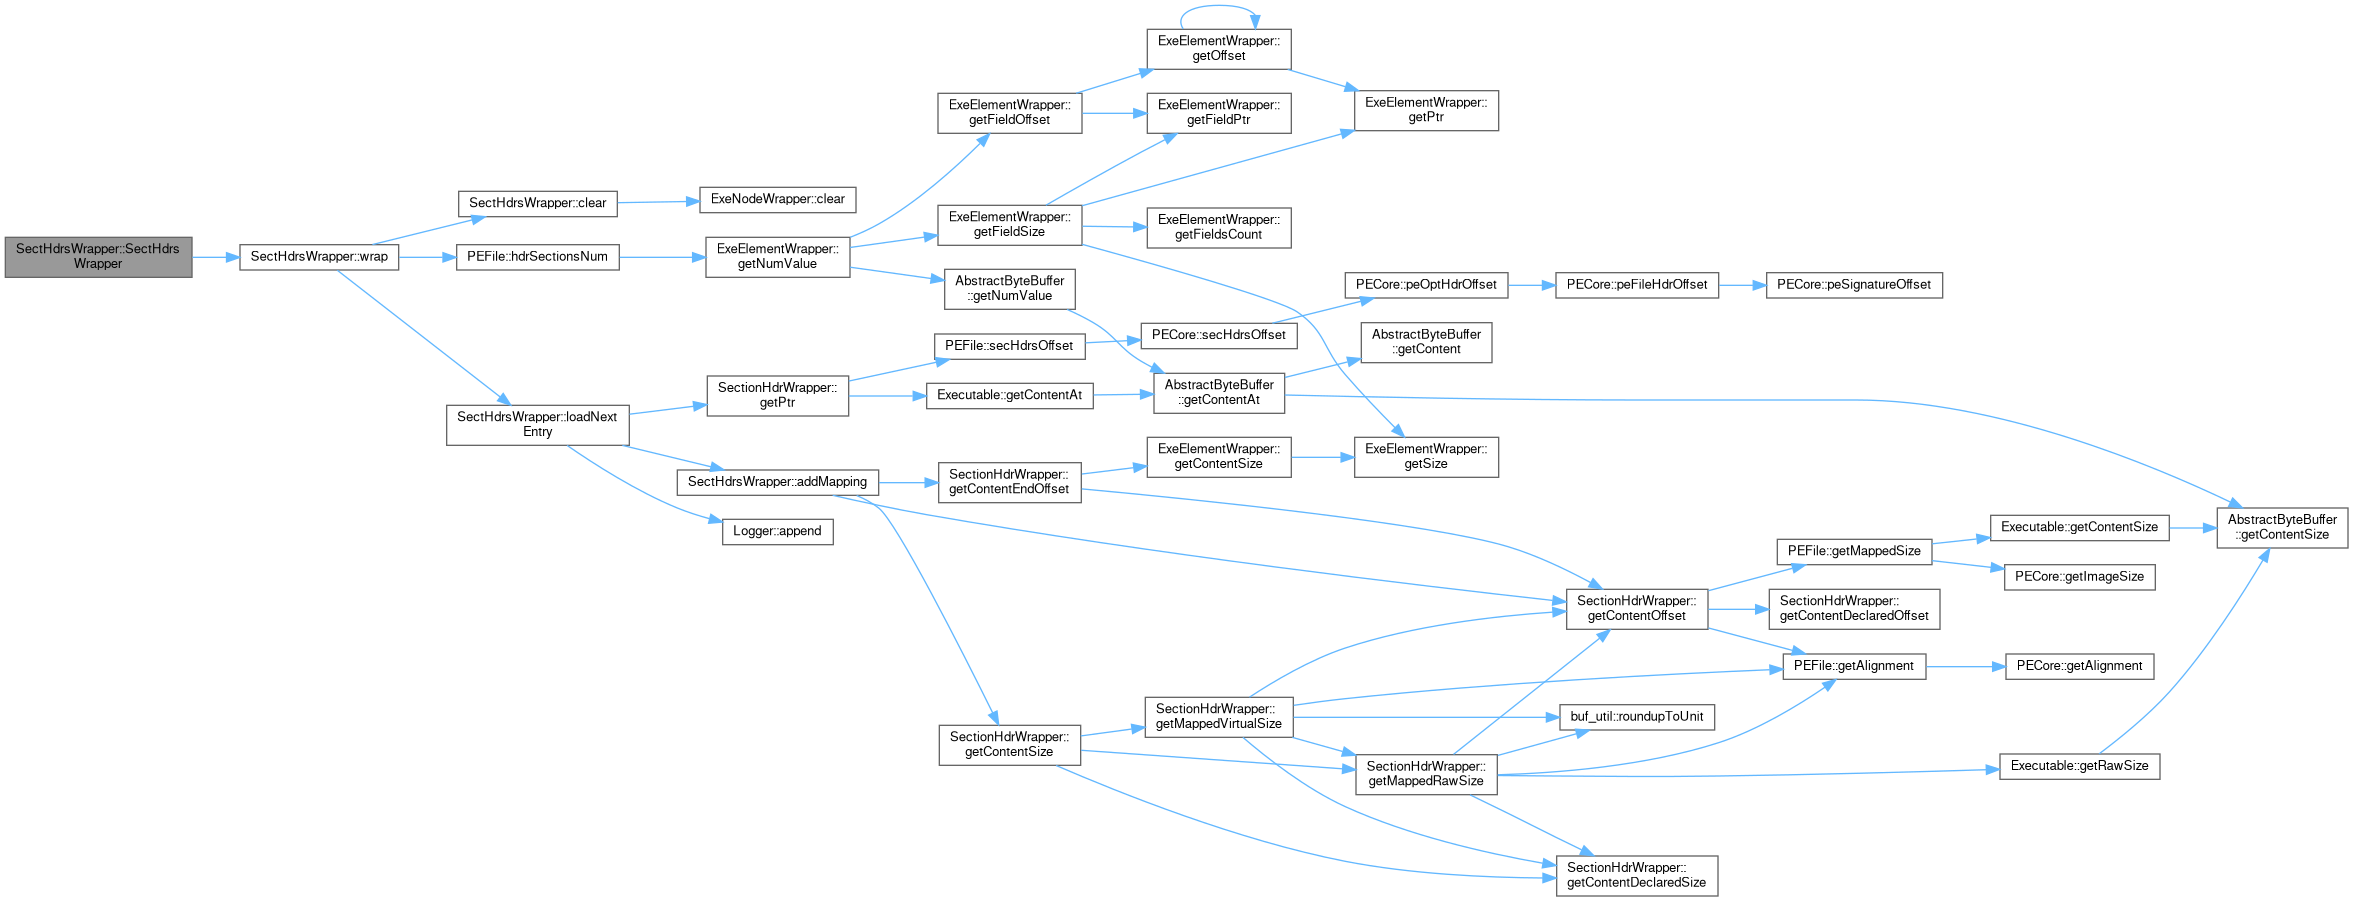 SectHdrsWrapper::SectHdrs
Wrapper
SectHdrsWrapper::wrap
SectHdrsWrapper::clear
ExeNodeWrapper::clear
PEFile::hdrSectionsNum
ExeElementWrapper::
getNumValue
ExeElementWrapper::
getFieldOffset
ExeElementWrapper::
getOffset
ExeElementWrapper::
getPtr
ExeElementWrapper::
getFieldPtr
ExeElementWrapper::
getFieldSize
ExeElementWrapper::
getFieldsCount
AbstractByteBuffer
::getNumValue
PECore::peOptHdrOffset
PECore::peFileHdrOffset
PECore::peSignatureOffset
PEFile::secHdrsOffset
PECore::secHdrsOffset
AbstractByteBuffer
::getContent
SectionHdrWrapper::
getPtr
Executable::getContentAt
AbstractByteBuffer
::getContentAt
SectHdrsWrapper::loadNext
Entry
SectHdrsWrapper::addMapping
SectionHdrWrapper::
getContentEndOffset
ExeElementWrapper::
getContentSize
ExeElementWrapper::
getSize
Logger::append
PEFile::getMappedSize
Executable::getContentSize
AbstractByteBuffer
::getContentSize
PECore::getImageSize
SectionHdrWrapper::
getContentOffset
SectionHdrWrapper::
getContentDeclaredOffset
PEFile::getAlignment
PECore::getAlignment
SectionHdrWrapper::
getContentSize
SectionHdrWrapper::
getMappedVirtualSize
buf_util::roundupToUnit
SectionHdrWrapper::
getMappedRawSize
Executable::getRawSize
SectionHdrWrapper::
getContentDeclaredSize